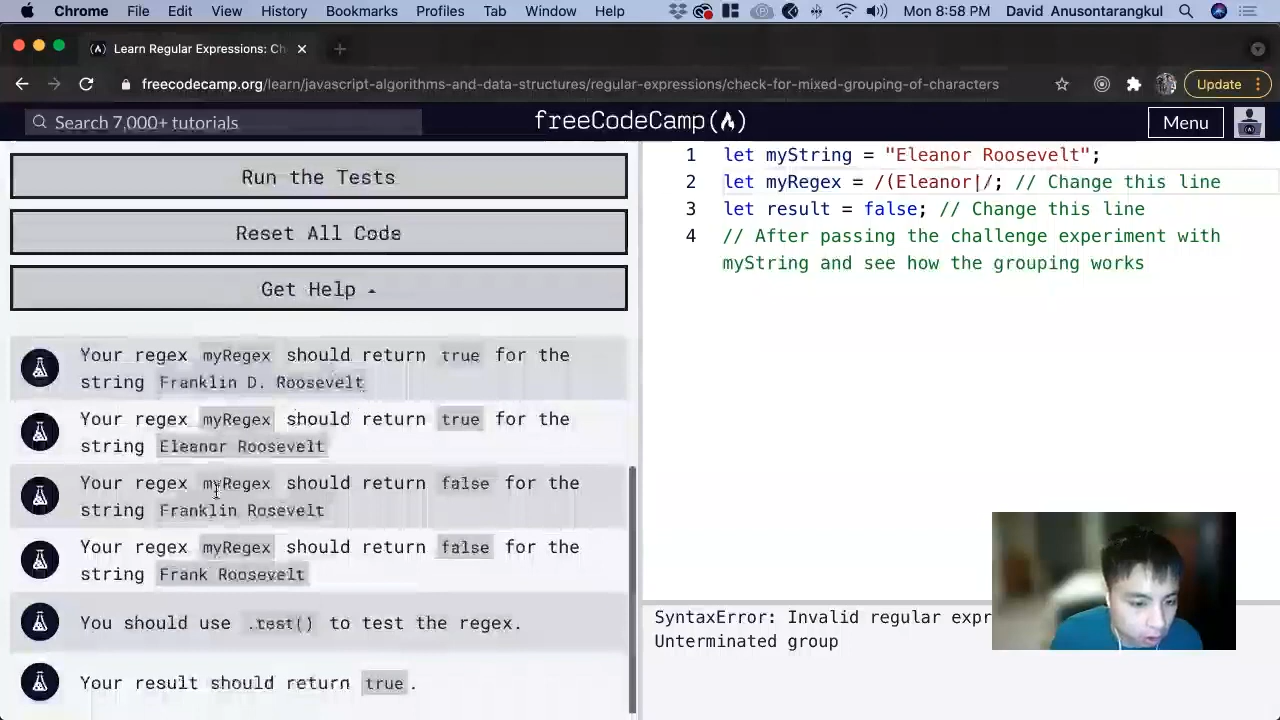 Chrome File Edit View History Bookmarks Profiles Tab Window Help Mon 8:58 PM David Anusontarangkul
Learn Regular Expressions: Ch
freecodecamp.org/learn/javascript-algorithms-and-data-structures/regular-expressions/check-for-mixed-grouping-of-characters Update
Search 7,000+ tutorials freeCodeCamp Menu
Run the Tests
Reset All Code
Get Help
Your regex myRegex should return true for the
string Franklin D. Roosevelt
Your regex myRegex should return true for the
string Eleanor Roosevelt
Your regex myRegex should return false for the
string Franklin Rosevelt
Your regex myRegex should return false for the
string Frank Roosevelt
You should use .test() to test the regex.
Your result should return true.
1 let myString = "Eleanor Roosevelt";
2 let myRegex = /(Eleanor|/; // Change this line
3 let result = false; // Change this line
4 // After passing the challenge experiment with
myString and see how the grouping works
SyntaxError: Invalid regular expr
Unterminated group